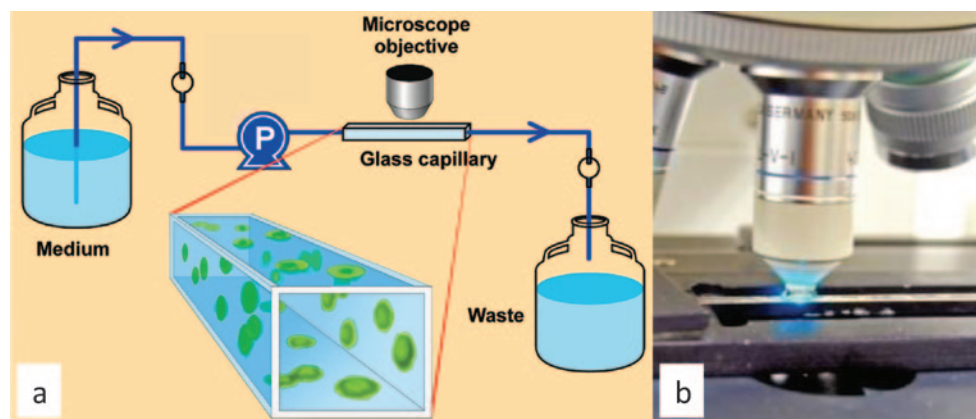 Microscope
objective
P
Glass capillary
Medium
Waste
a
GERMANY
L-V-I
b